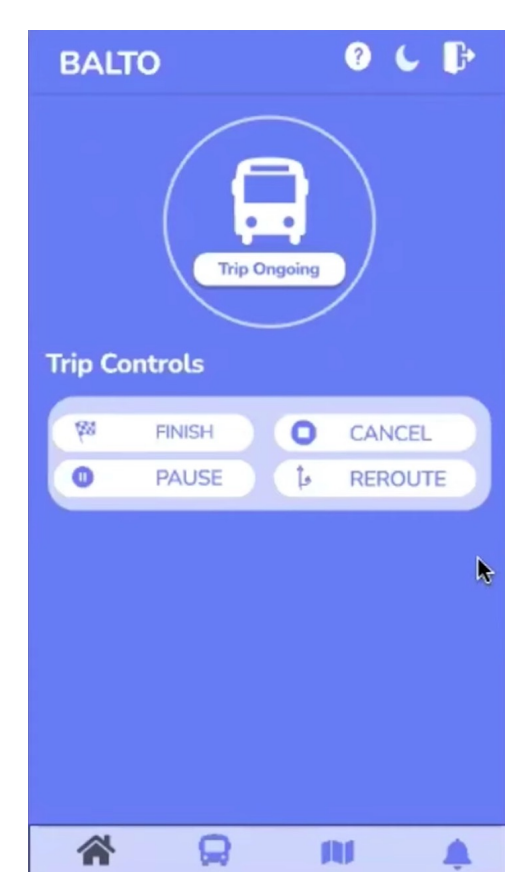 BALTO
Trip Ongoing
Trip Controls
FINISH
CANCEL
PAUSE
REROUTE